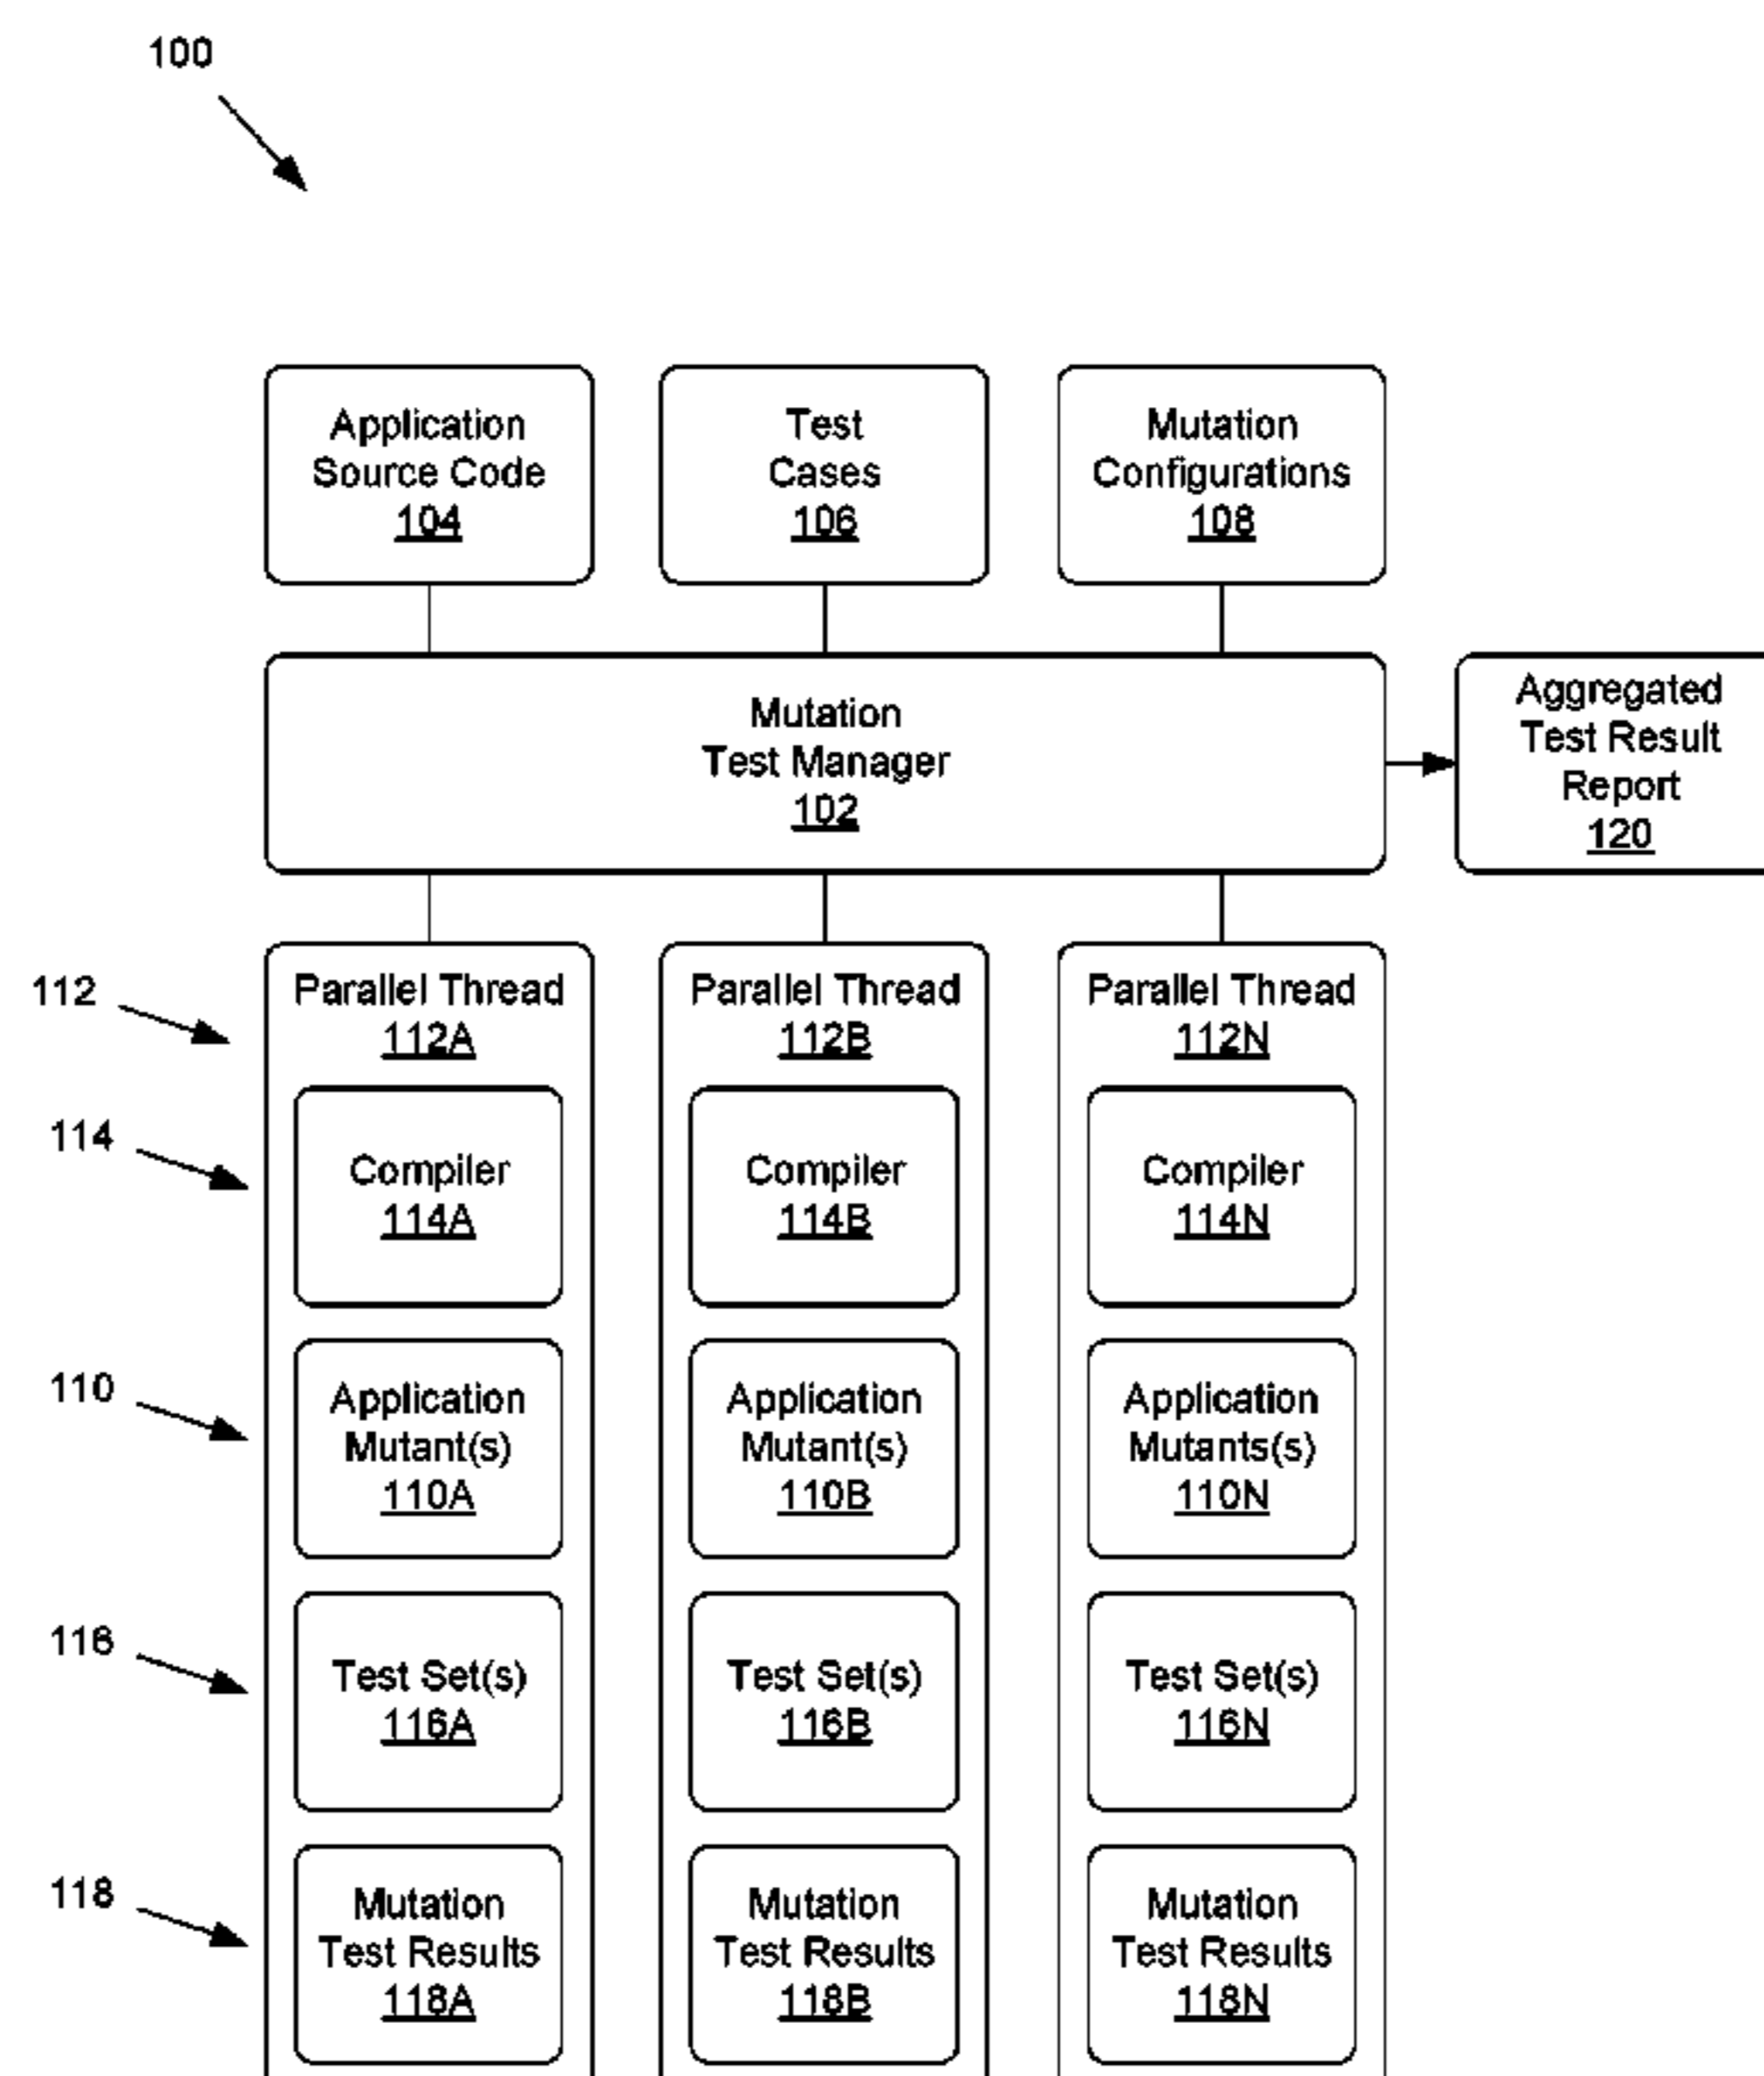 100
Application
Source Code
104
Test
Cases
106
Mutation
Configurations
108
Mutation
Test Manager
102
Aggregated
Test Result
Report
120
112
Parallel Thread
112A
Parallel Thread
112B
Parallel Thread
112N
114
Compiler
114A
Compiler
114B
Compiler
114N
110
Application
Mutant(s)
110A
Application
Mutant(s)
110B
Application
Mutants(s)
110N
116
Test Set(s)
116A
Test Set(s)
116B
Test Set(s)
116N
118
Mutation
Test Results
118A
Mutation
Test Results
118B
Mutation
Test Results
118N